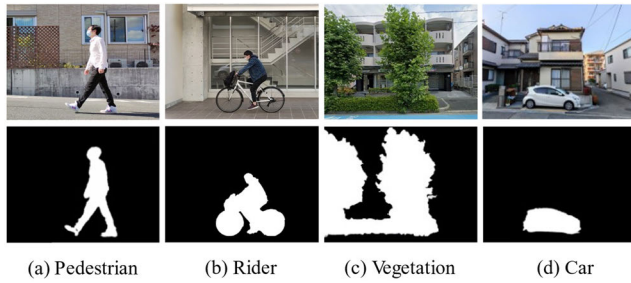 (a) Pedestrian
(b) Rider
(c) Vegetation
(d) Car